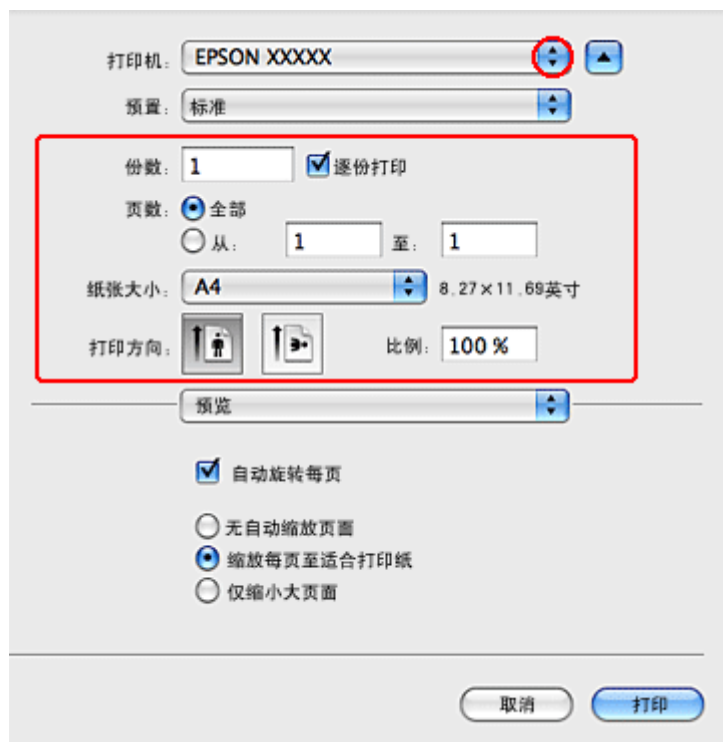 打印机: EPSON XXXXX
预置: 标准
份数: 1 逐份打印
页数: 全部
从: 1 至: 1
纸张大小: A4 8.27×11.69英寸
打印方向: 比例: 100 %
预览
自动旋转每页
无自动缩放页面
缩放每页至适合打印纸
仅缩小大页面
取消 打印